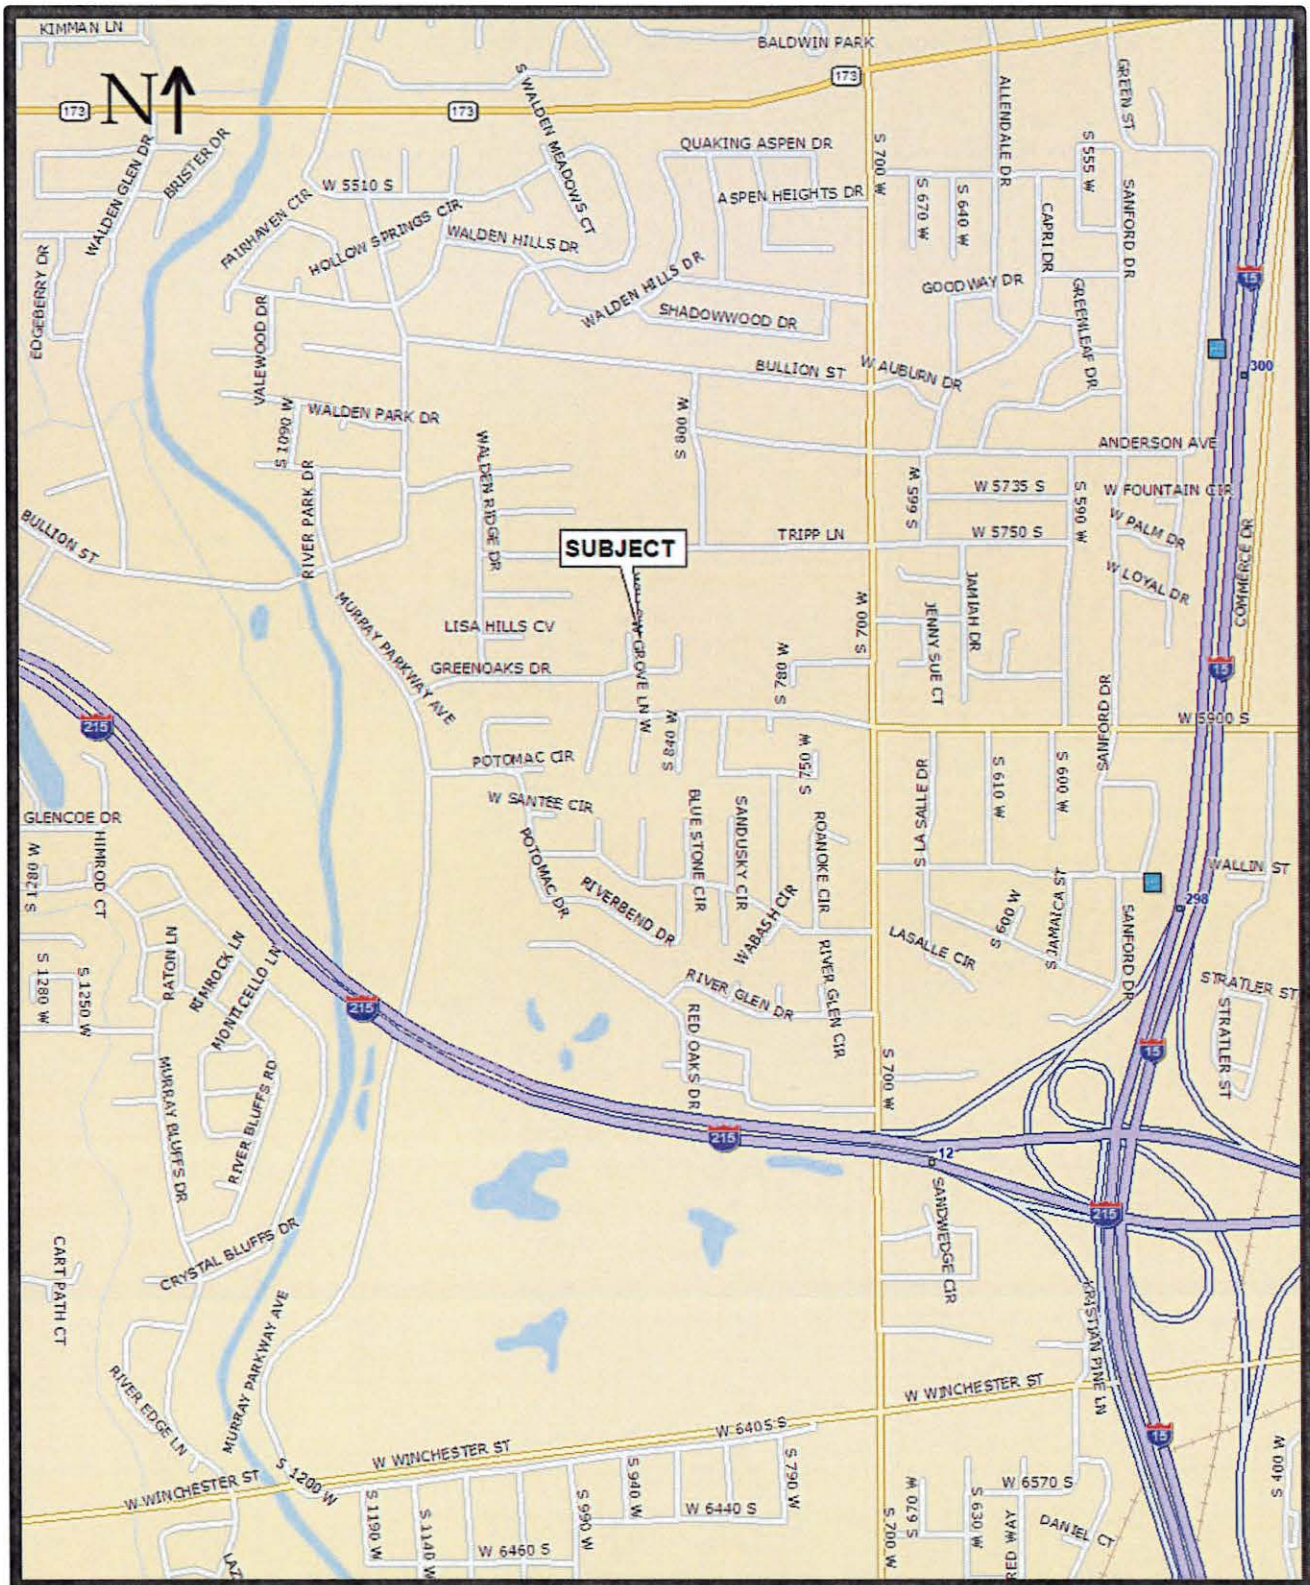 KIMMAN LN
BALDWIN PARK
N
173
173
173
S WALDEN MEADOWS CT
ALLENDALE DR
GREEN ST
WALDEN GLEN DR
BRISTER DR
QUAKING ASPEN DR
S 700 W
S 555 W
W 5510 S
ASPEN HEIGHTS DR
S 670 W
S 640 W
SANFORD DR
FAIRHAVEN CIR
HOLLOW SPRINGS CIR
WALDEN HILLS DR
CAPRI DR
EDGEBERRY DR
WALDEN HILLS DR
GOODWAY DR
15
VALEWOOD DR
SHADOWWOOD DR
GREENLEAF DR
BULLION ST
W AUBURN DR
300
S 1090 W
WALDEN PARK DR
S 800 W
ANDERSON AVE
RIVER PARK DR
WALDEN RIDGE DR
S 665 W
W 5735 S
S 590 W
W FOUNTAIN CIR
BULLION ST
SUBJECT
TRIPP LN
W 5750 S
W PALM DR
COMMERCE DR
W LOYAL DR
MURRAY PARKWAY AVE
LISA HILLS CV
S 700 W
JENNY SUE CT
JAMIAH DR
GREENOAKS DR
GROVE LN W
S 780 W
15
215
S 840 W
SANFORD DR
W 5900 S
POTOMAC CIR
S 750 W
S LA SALLE DR
S 610 W
S 600 W
W SANTEE CIR
GLENCOE DR
HIMROD CT
POTOMAC DR
BLUE STONE CIR
SANDUSKY CIR
ROANOKE CIR
S 1280 W
RIVERBEND DR
WABASH CIR
WALLIN ST
298
S 600 W
S JAMAICA ST
SANFORD DR
RATON LN
RIMROCK LN
MONTICELLO LN
LASALLE CIR
S 1280 W
S 1250 W
RIVER GLEN DR
RIVER GLEN CIR
STRATLER ST
STRATLER ST
215
RED OAKS DR
S 700 W
15
MURRAY BLUFFS DR
RIVER BLUFFS RD
215
12
SANDWEDGE CIR
215
CART PATH CT
CRYSTAL BLUFFS DR
KRISTIAN PINE LN
MURRAY PARKWAY AVE
RIVER EDGE LN
W WINCHESTER ST
W 6405 S
W WINCHESTER ST
15
S 1200 W
W WINCHESTER ST
S 1190 W
S 1140 W
S 990 W
S 940 W
S 790 W
W 6440 S
W 6460 S
S 700 W
S 670 W
S 630 W
RED WAY
W 6570 S
DANIEL CT
S 400 W